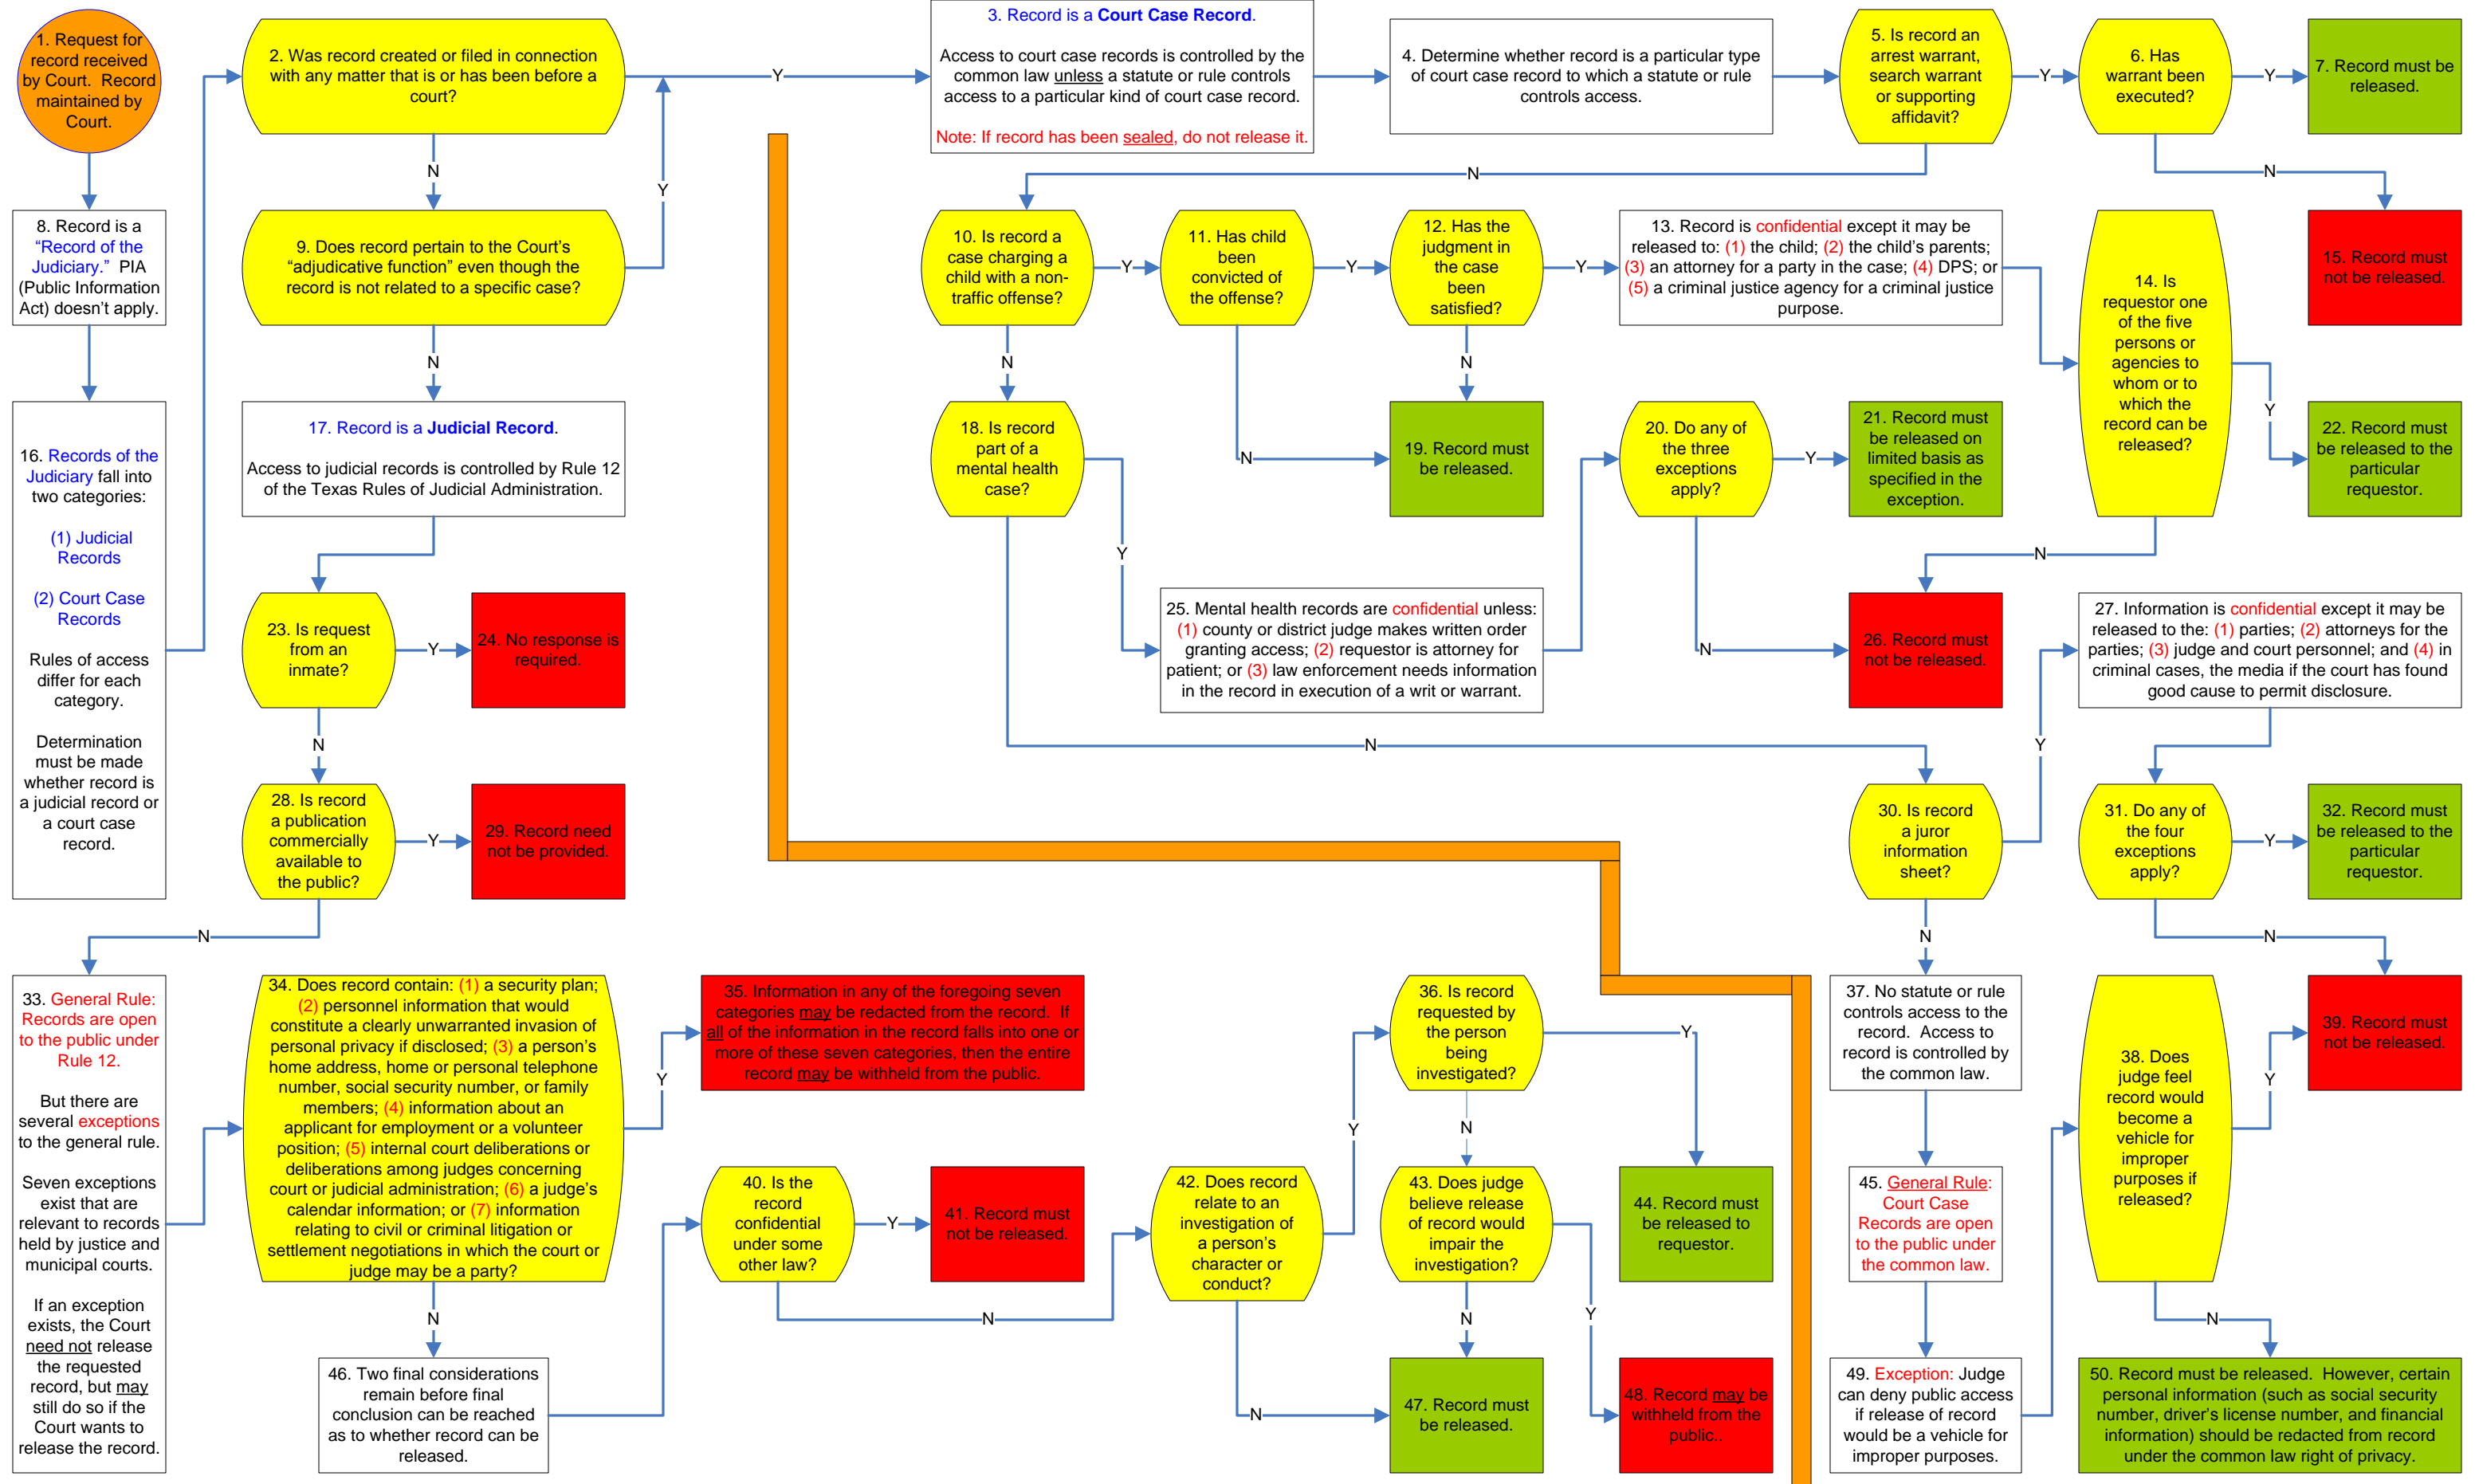 1. Request for
record received
by Court.  Record
maintained by
Court.
2. Was record created or filed in connection
with any matter that is or has been before a
court?
Y
3. Record is a Court Case Record.
Access to court case records is controlled by the
common law unless a statute or rule controls
access to a particular kind of court case record.
Note: If record has been sealed, do not release it.
4. Determine whether record is a particular type
of court case record to which a statute or rule
controls access.
5. Is record an
arrest warrant,
search warrant
or supporting
affidavit?
Y
6. Has
warrant been
executed?
Y
7. Record must be
released.
N
N
N
Y
8. Record is a
“Record of the
Judiciary.”  PIA
(Public Information
Act) doesn’t apply.
9. Does record pertain to the Court’s
“adjudicative function” even though the
record is not related to a specific case?
10. Is record a
case charging a
child with a non-
traffic offense?
Y
11. Has child
been
convicted of
the offense?
Y
12. Has the
judgment in
the case
been
satisfied?
Y
13. Record is confidential except it may be
released to: (1) the child; (2) the child’s parents;
(3) an attorney for a party in the case; (4) DPS; or
(5) a criminal justice agency for a criminal justice
purpose.
14. Is
requestor one
of the five
persons or
agencies to
whom or to
which the
record can be
released?
15. Record must
not be released.
N
N
N
N
Y
16. Records of the
Judiciary fall into
two categories:
(1) Judicial
Records
(2) Court Case
Records
Rules of access
differ for each
category.
Determination
must be made
whether record is
a judicial record or
a court case
record.
17. Record is a Judicial Record.
Access to judicial records is controlled by Rule 12
of the Texas Rules of Judicial Administration.
18. Is record
part of a
mental health
case?
19. Record must
be released.
20. Do any of
the three
exceptions
apply?
Y
21. Record must
be released on
limited basis as
specified in the
exception.
22. Record must
be released to the
particular
requestor.
Y
N
N
23. Is request
from an
inmate?
Y
24. No response is
required.
25. Mental health records are confidential unless:
(1) county or district judge makes written order
granting access; (2) requestor is attorney for
patient; or (3) law enforcement needs information
in the record in execution of a writ or warrant.
26. Record must
not be released.
27. Information is confidential except it may be
released to the: (1) parties; (2) attorneys for the
parties; (3) judge and court personnel; and (4) in
criminal cases, the media if the court has found
good cause to permit disclosure.
N
N
Y
28. Is record
a publication
commercially
available to
the public?
Y
29. Record need
not be provided.
30. Is record
a juror
information
sheet?
31. Do any of
the four
exceptions
apply?
Y
32. Record must
be released to the
particular
requestor.
N
N
N
33. General Rule:
Records are open
to the public under
Rule 12.
But there are
several exceptions
to the general rule.
Seven exceptions
exist that are
relevant to records
held by justice and
municipal courts.
If an exception
exists, the Court
need not release
the requested
record, but may
still do so if the
Court wants to
release the record.
34. Does record contain: (1) a security plan;
(2) personnel information that would
constitute a clearly unwarranted invasion of
personal privacy if disclosed; (3) a person’s
home address, home or personal telephone
number, social security number, or family
members; (4) information about an
applicant for employment or a volunteer
position; (5) internal court deliberations or
deliberations among judges concerning
court or judicial administration; (6) a judge’s
calendar information; or (7) information
relating to civil or criminal litigation or
settlement negotiations in which the court or
judge may be a party?
Y
35. Information in any of the foregoing seven
categories may be redacted from the record.  If
all of the information in the record falls into one or
more of these seven categories, then the entire
record may be withheld from the public.
36. Is record
requested by
the person
being
investigated?
Y
N
Y
37. No statute or rule
controls access to the
record.  Access to
record is controlled by
the common law.
38. Does
judge feel
record would
become a
vehicle for
improper
purposes if
released?
Y
39. Record must
not be released.
40. Is the
record
confidential
under some
other law?
Y
41. Record must
not be released.
42. Does record
relate to an
investigation of
a person’s
character or
conduct?
43. Does judge
believe release
of record would
impair the
investigation?
44. Record must
be released to
requestor.
45. General Rule:
Court Case
Records are open
to the public under
the common law.
N
N
N
Y
N
46. Two final considerations
remain before final
conclusion can be reached
as to whether record can be
released.
N
47. Record must
be released.
48. Record may be
withheld from the
public..
49. Exception: Judge
can deny public access
if release of record
would be a vehicle for
improper purposes.
50. Record must be released.  However, certain
personal information (such as social security
number, driver’s license number, and financial
information) should be redacted from record
under the common law right of privacy.